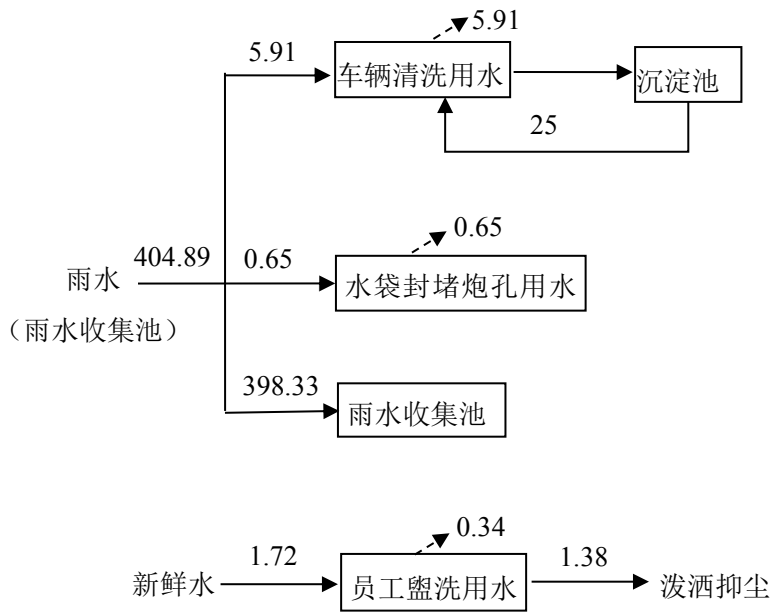 5.91
5.91
车辆清洗用水
沉淀池
25
0.65
404.89
0.65
雨水
水袋封堵炮孔用水
（雨水收集池）
398.33
雨水收集池
0.34
1.72
1.38
新鲜水
员工盥洗用水
泼洒抑尘